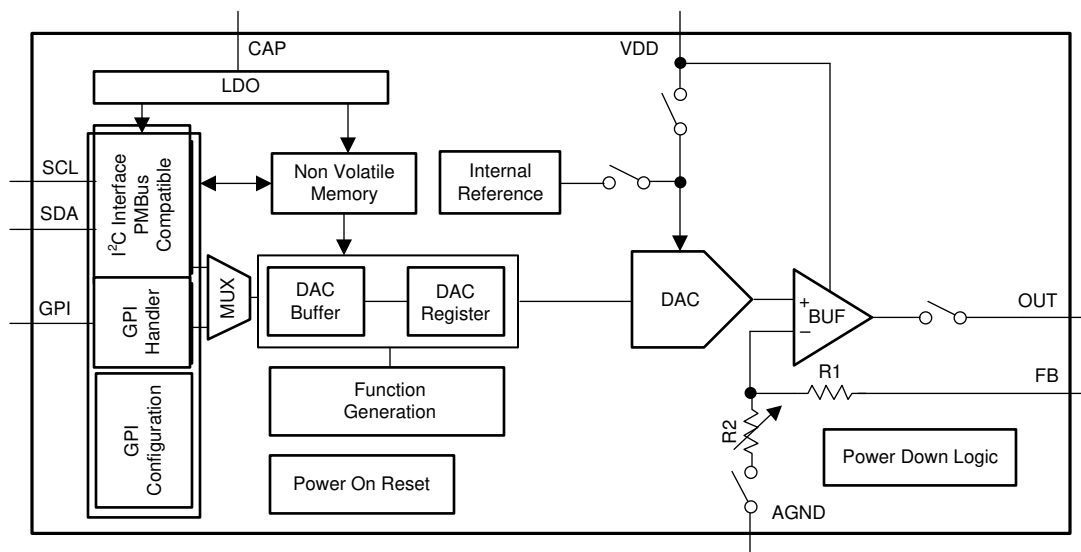 CAP
VDD
LDO
SCL
SDA
GPI
I²C Interface
PMBus
Compatible
Non Volatile
Memory
Internal
Reference
GPI
Handler
MUX
DAC
Buffer
DAC
Register
DAC
+
BUF
−
OUT
R1
FB
R2
Function
Generation
GPI
Configuration
Power On Reset
Power Down Logic
AGND